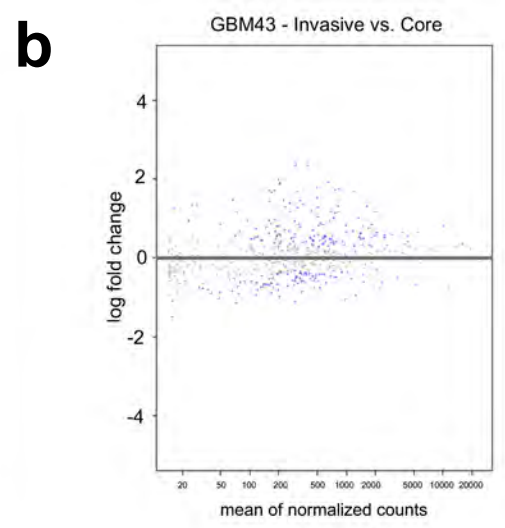 b
GBM43 - Invasive vs. Core
log fold change
4
2
0
-2
-4
20 50 100 200 500 1000 2000 5000 10000 20000
mean of normalized counts